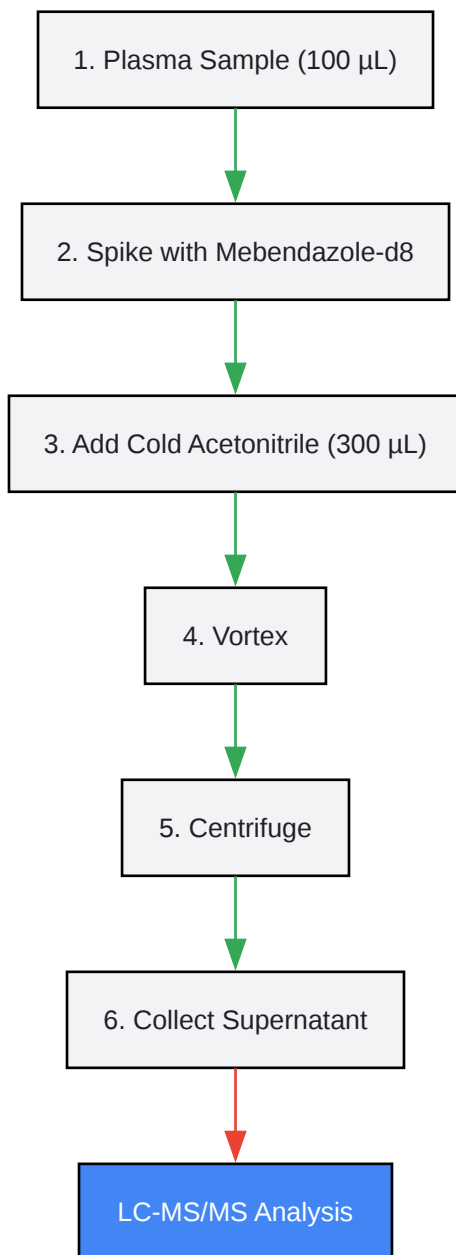 1. Plasma Sample (100 µL)
2. Spike with Mebendazole-d8
3. Add Cold Acetonitrile (300 µL)
4. Vortex
5. Centrifuge
6. Collect Supernatant
LC-MS/MS Analysis